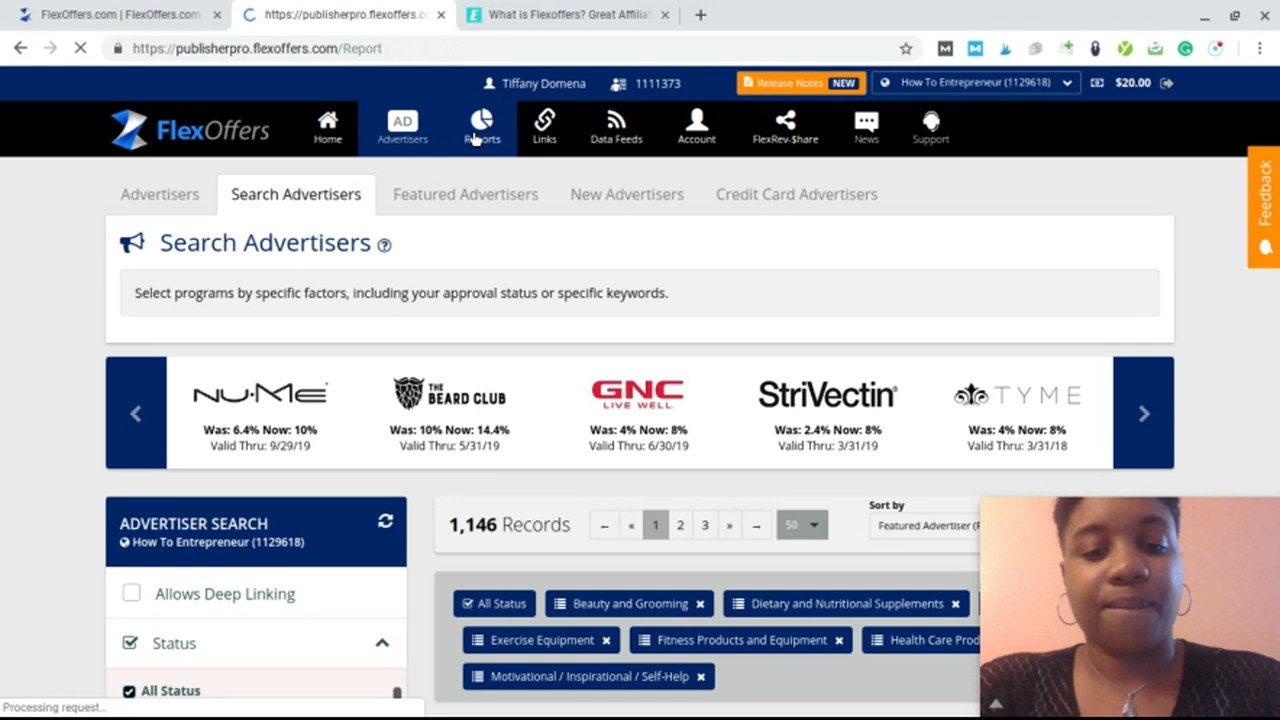 FlexOffers.com | FlexOffers.com
https://publisherpro.flexoffers.co
What is Flexoffers? Great Affiliat
https://publisherpro.flexoffers.com/Report
Tiffany Domena
1111373
Release Notes NEW
How To Entrepreneur (1129618)
$20.00
FlexOffers
Home
AD
Advertisers
Reports
Links
Data Feeds
Account
FlexRev-$hare
News
Support
Feedback
Advertisers
Search Advertisers
Featured Advertisers
New Advertisers
Credit Card Advertisers
Search Advertisers
Select programs by specific factors, including your approval status or specific keywords.
NUME
Was: 6.4% Now: 10%
Valid Thru: 9/29/19
THE
BEARD CLUB
Was: 10% Now: 14.4%
Valid Thru: 5/31/19
GNC
LIVE WELL.
Was: 4% Now: 8%
Valid Thru: 6/30/19
StriVectin
Was: 2.4% Now: 8%
Valid Thru: 3/31/19
TYME
Was: 4% Now: 8%
Valid Thru: 3/31/18
ADVERTISER SEARCH
How To Entrepreneur (1129618)
Allows Deep Linking
Status
All Status
1,146 Records
← « 1 2 3 » →
50
Sort by
Featured Advertiser (F
All Status
Beauty and Grooming
Dietary and Nutritional Supplements
Exercise Equipment
Fitness Products and Equipment
Health Care Prod
Motivational / Inspirational / Self-Help
Processing request...